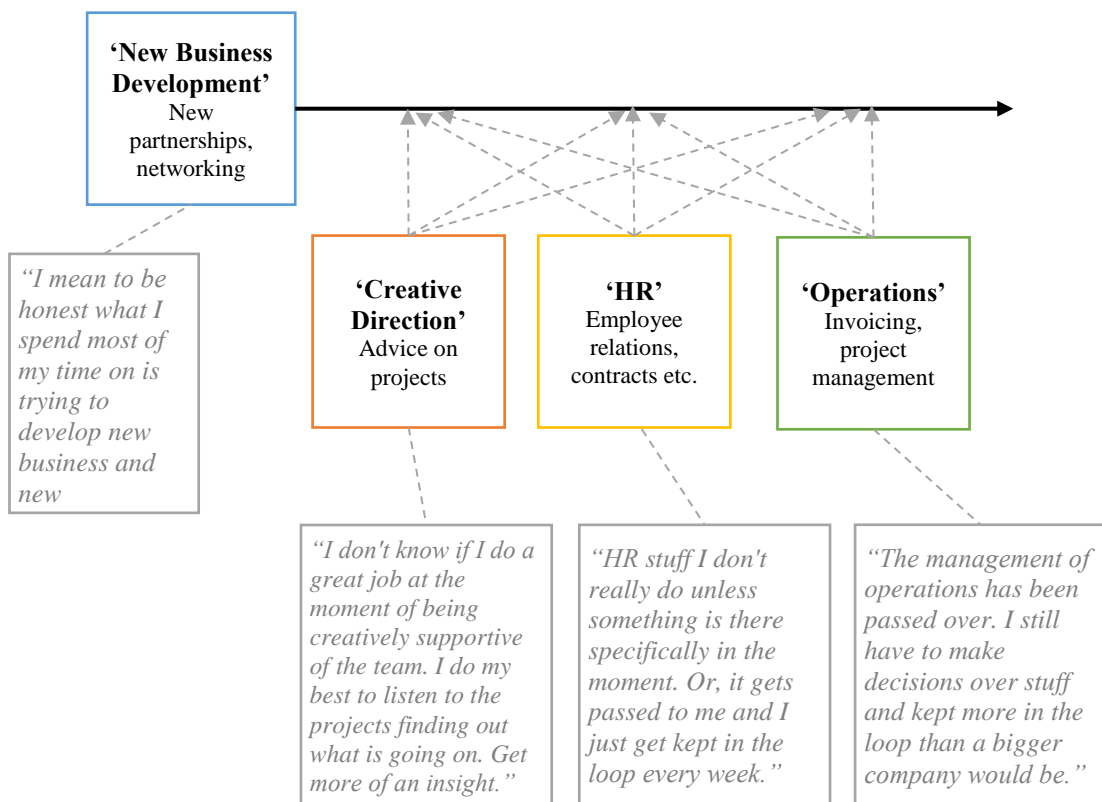 ‘New Business
Development’
New
partnerships,
networking
“I mean to be
honest what I
spend most of
my time on is
trying to
develop new
business and
new
‘Creative
Direction’
Advice on
projects
‘HR’
Employee
relations,
contracts etc.
‘Operations’
Invoicing,
project
management
“I don't know if I do a
great job at the
moment of being
creatively supportive
of the team. I do my
best to listen to the
projects finding out
what is going on. Get
more of an insight.”
“HR stuff I don't
really do unless
something is there
specifically in the
moment. Or, it gets
passed to me and I
just get kept in the
loop every week.”
“The management of
operations has been
passed over. I still
have to make
decisions over stuff
and kept more in the
loop than a bigger
company would be.”